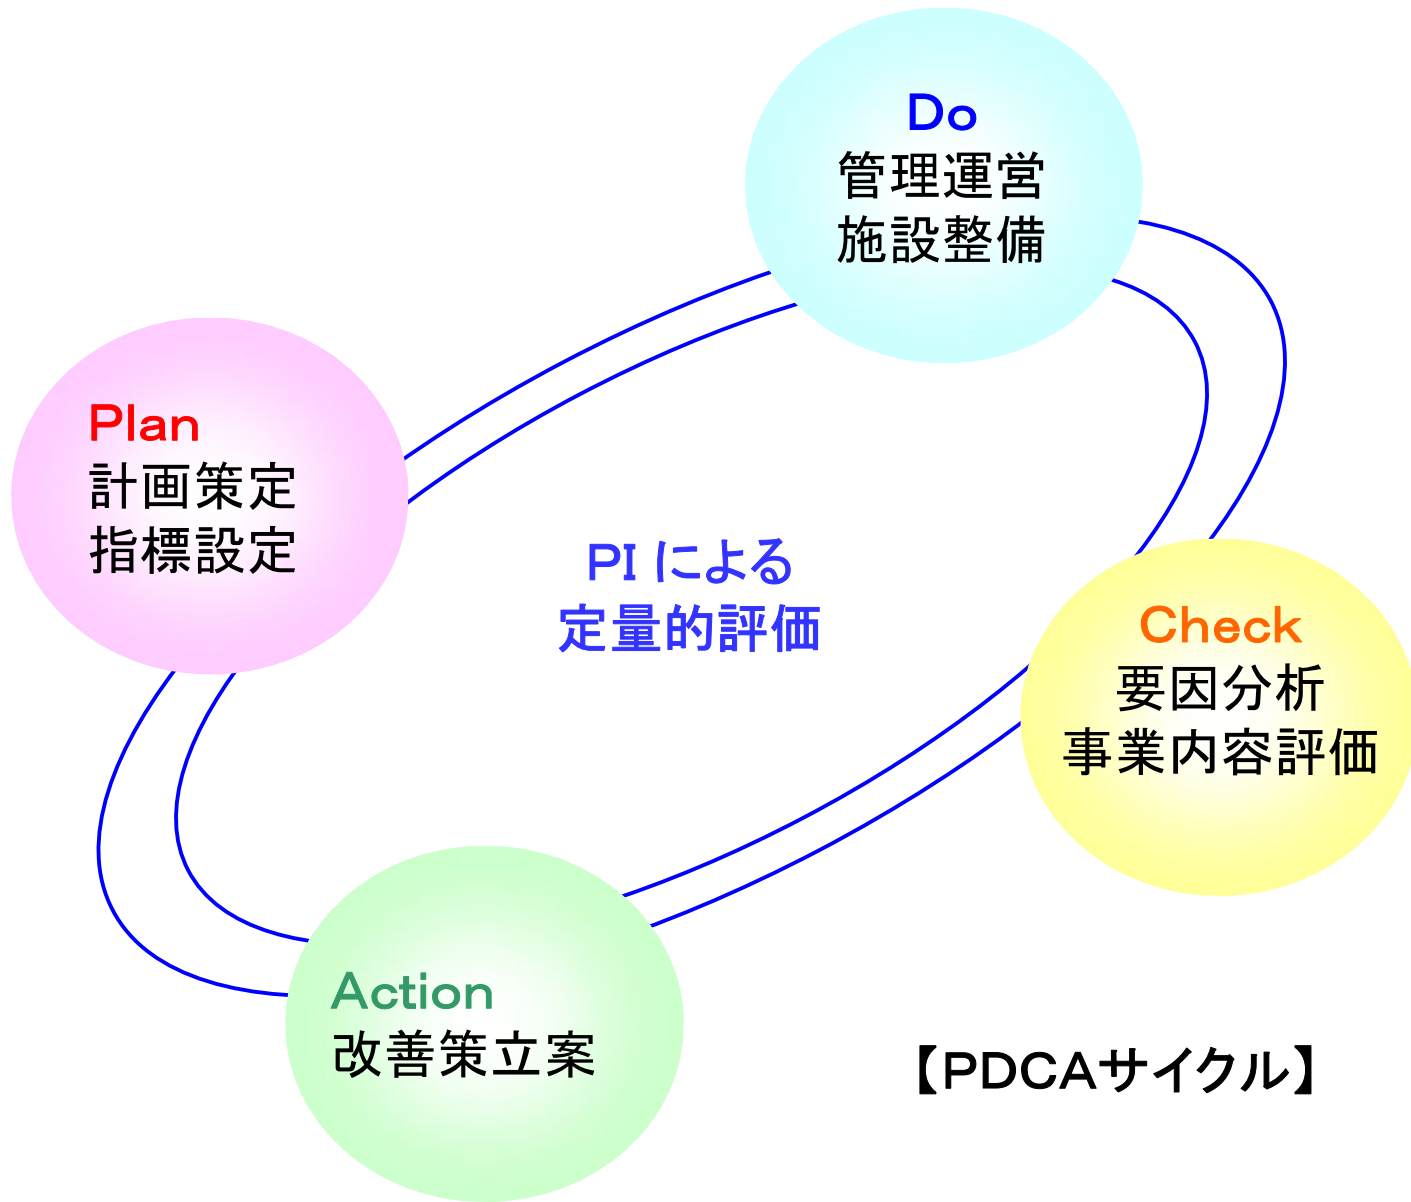 Do
管理運営
施設整備
Plan
計画策定
指標設定
PI による
定量的評価
Check
要因分析
事業内容評価
Action
改善策立案
【PDCAサイクル】